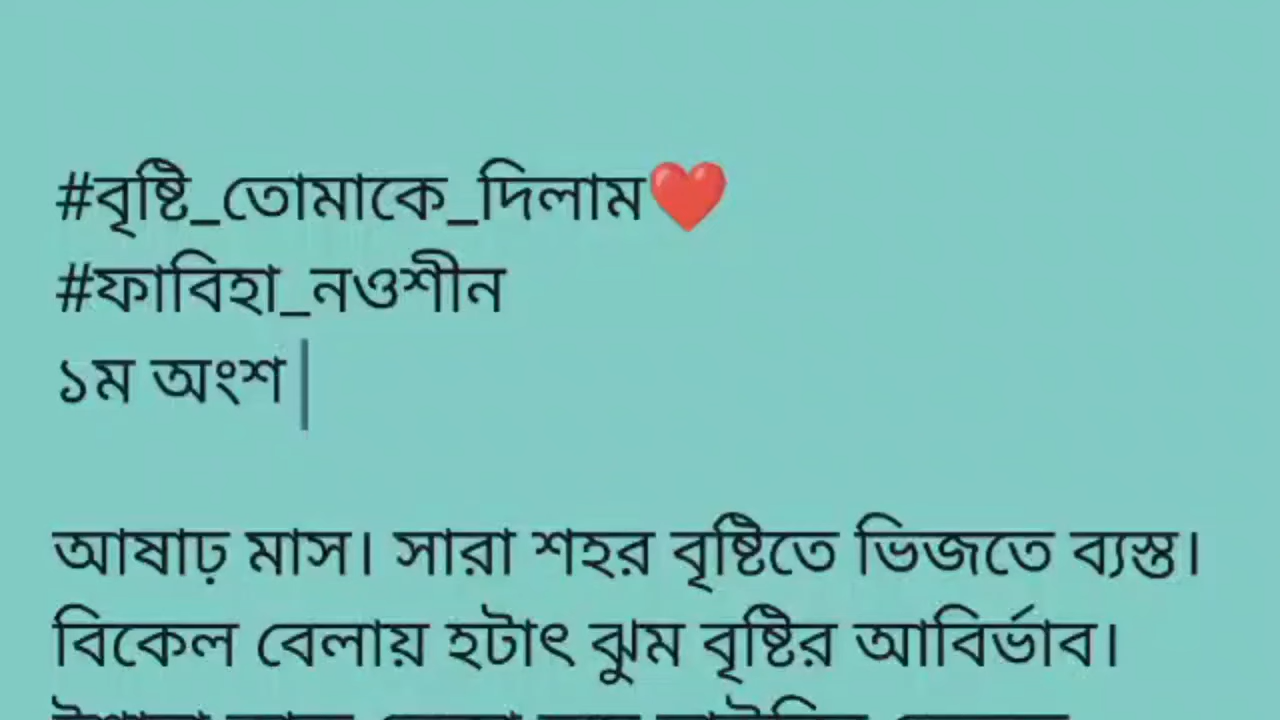 #বৃষ্টি_তোমাকে_দিলাম❤️
#ফাবিহা_নওশীন
১ম অংশ
আষাঢ় মাস। সারা শহর বৃষ্টিতে ভিজতে ব্যস্ত।
বিকেল বেলায় হটাৎ ঝুম বৃষ্টির আবির্ভাব।